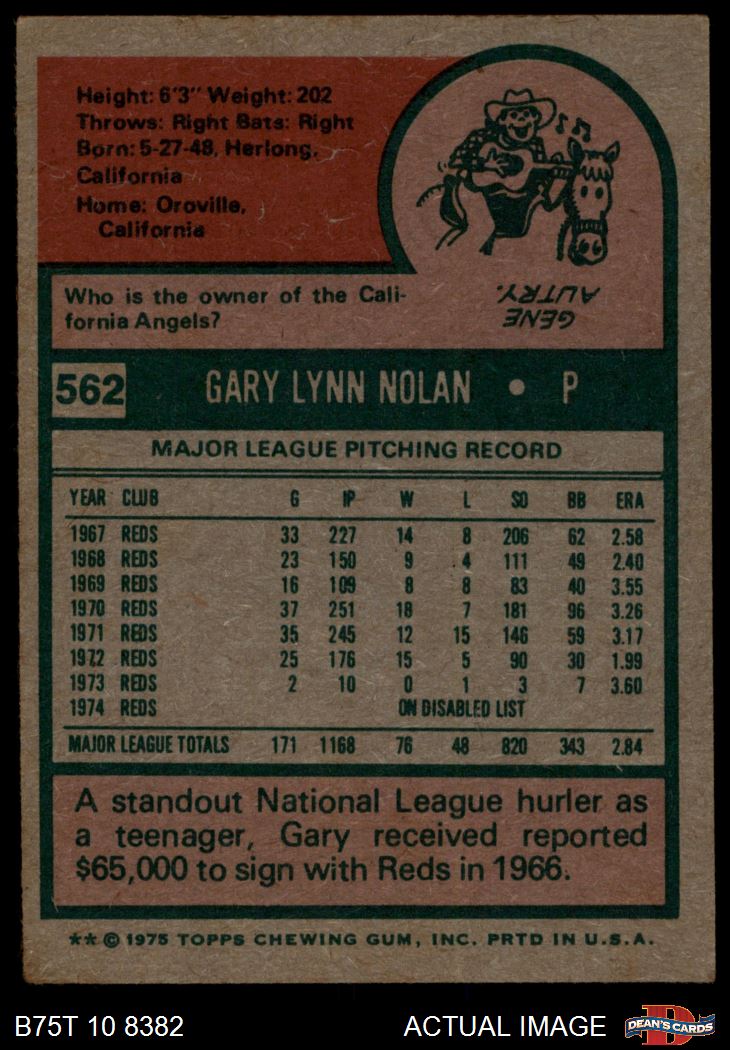 Height: 6'3" Weight: 202
Throws: Right Bats: Right
Born: 5-27-48, Herlong,
California
Home: Oroville,
California
Who is the owner of the Cali-
fornia Angels?
GENE
AUTRY.
562 GARY LYNN NOLAN • P
MAJOR LEAGUE PITCHING RECORD
YEAR CLUB G IP W L SO BB ERA
1967 REDS 33 227 14 8 206 62 2.58
1968 REDS 23 150 9 4 111 49 2.40
1969 REDS 16 109 8 8 83 40 3.55
1970 REDS 37 251 18 7 181 96 3.26
1971 REDS 35 245 12 15 146 59 3.17
1972 REDS 25 176 15 5 90 30 1.99
1973 REDS 2 10 0 1 3 7 3.60
1974 REDS ON DISABLED LIST
MAJOR LEAGUE TOTALS 171 1168 76 48 820 343 2.84
A standout National League hurler as
a teenager, Gary received reported
$65,000 to sign with Reds in 1966.
** © 1975 TOPPS CHEWING GUM, INC. PRTD IN U.S.A.
B75T 10 8382 ACTUAL IMAGE D DEAN'S CARDS